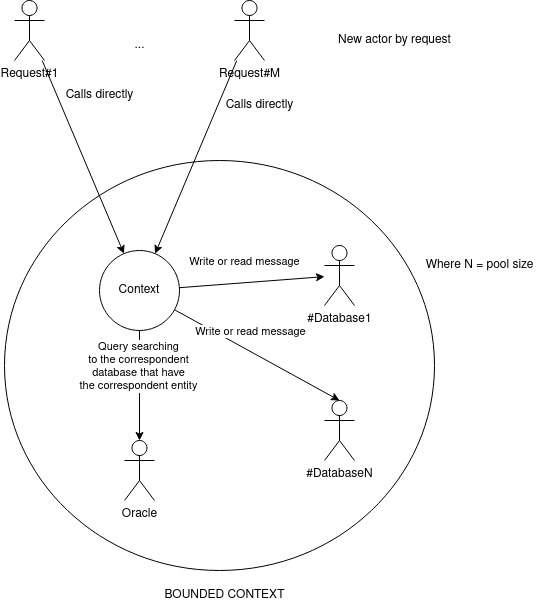 New actor by request
...
Request#1
Request#M
Calls directly
Calls directly
Write or read message
Where N = pool size
Context
#Database1
Write or read message
Query searching
to the correspondent
database that have
the correspondent entity
#DatabaseN
Oracle
BOUNDED CONTEXT